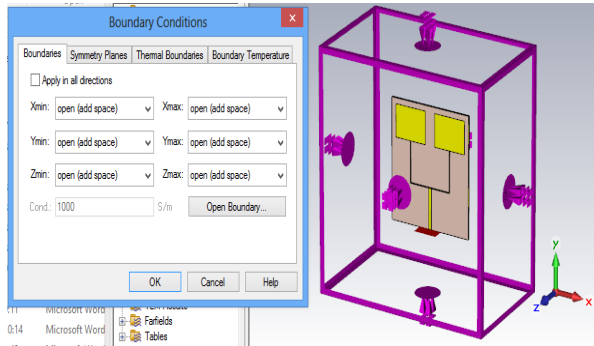 Boundary Conditions
x
Boundaries Symmetry Planes Thermal Boundaries Boundary Temperature
Apply in all directions
Xmin: open (add space) Xmax: open (add space)
Ymin: open (add space) Ymax: open (add space)
Zmin: open (add space) Zmax: open (add space)
Cond.: 1000 S/m Open Boundary...
OK Cancel Help
Microsoft Word
0:14 Microsoft Word
Farfields
Tables
y
z
x